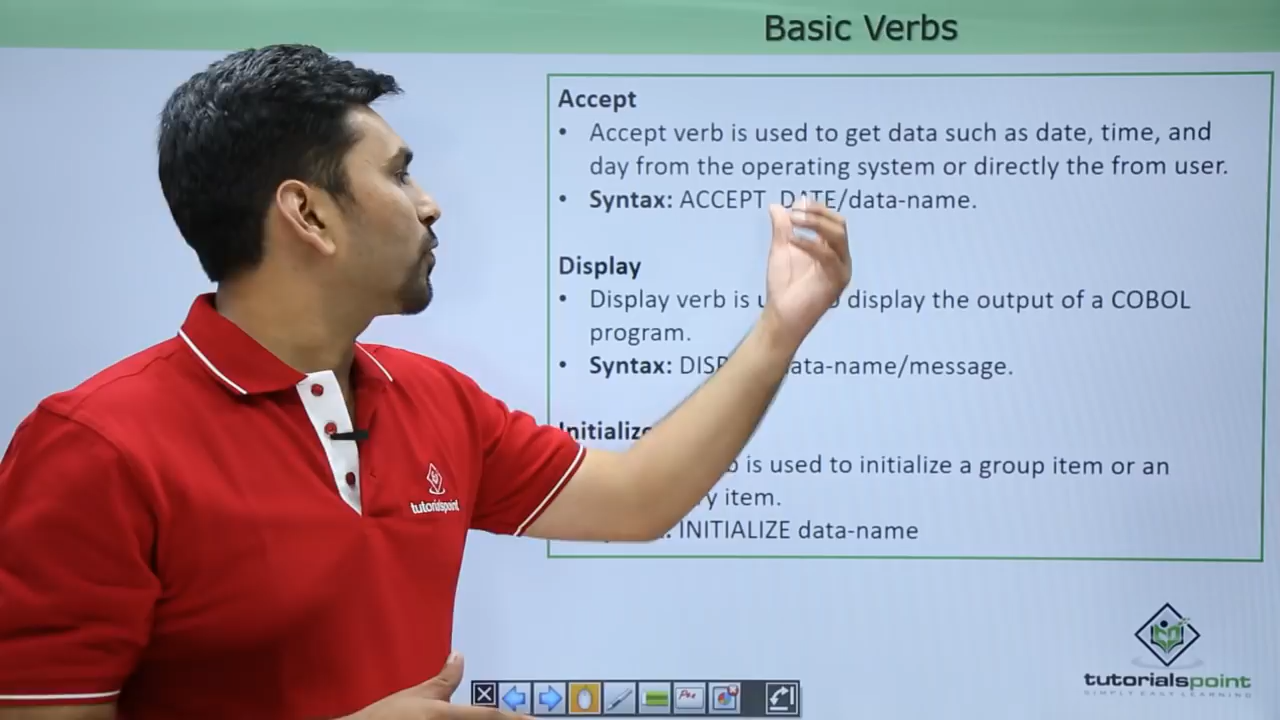 Basic Verbs
Accept
• Accept verb is used to get data such as date, time, and
day from the operating system or directly the from user.
• Syntax: ACCEPT DATE/data-name.
Display
• Display verb is display the output of a COBOL
program.
• Syntax: data-name/message.
Initialize
is used to initialize a group item or an
item.
INITIALIZE data-name
tutorialspoint
tutorialspoint
SIMPLY EASY LEARNING